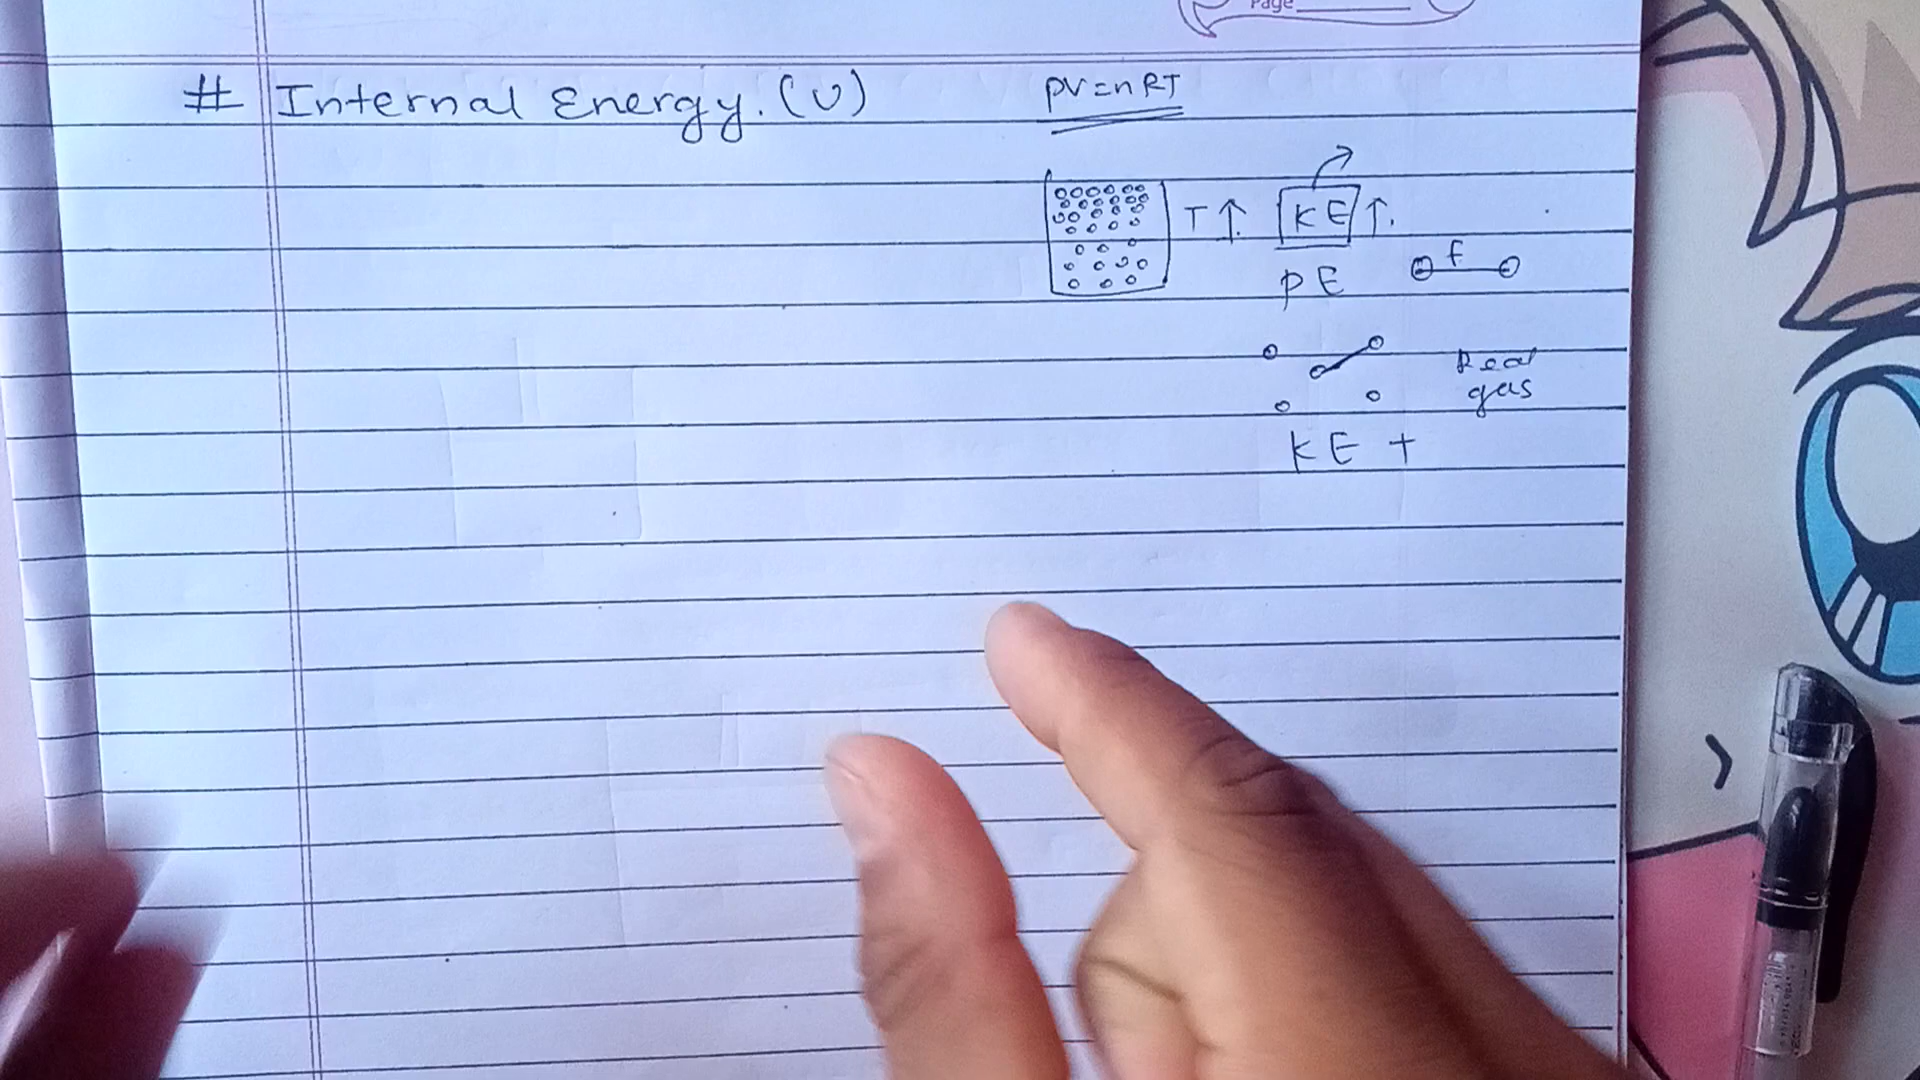 Page
# Internal Energy. (U)
PV=nRT
T↑ KE↑.
PE
f
Real
gas
KE +